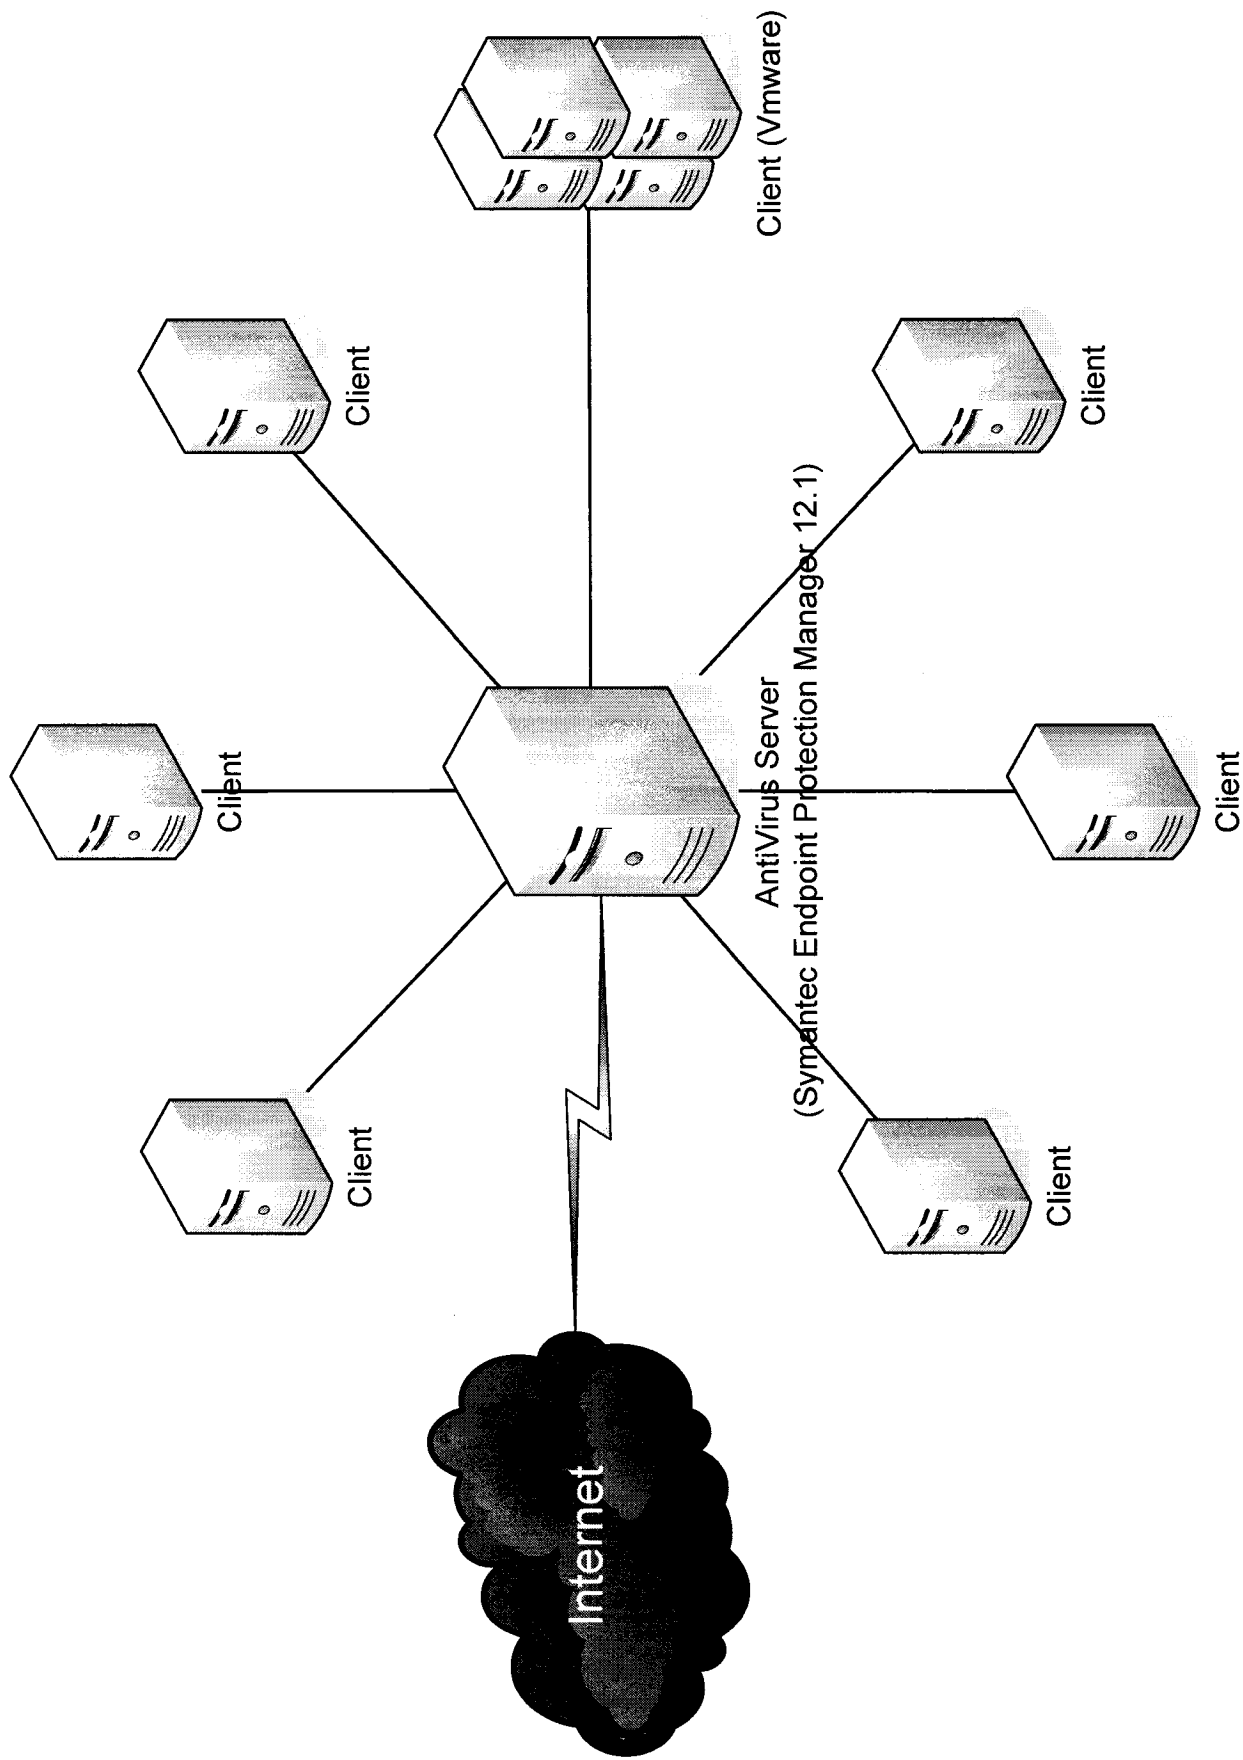 Client
Client
Client
Internet
AntiVirus Server
(Symantec Endpoint Protection Manager 12.1)
Client (Vmware)
Client
Client
Client